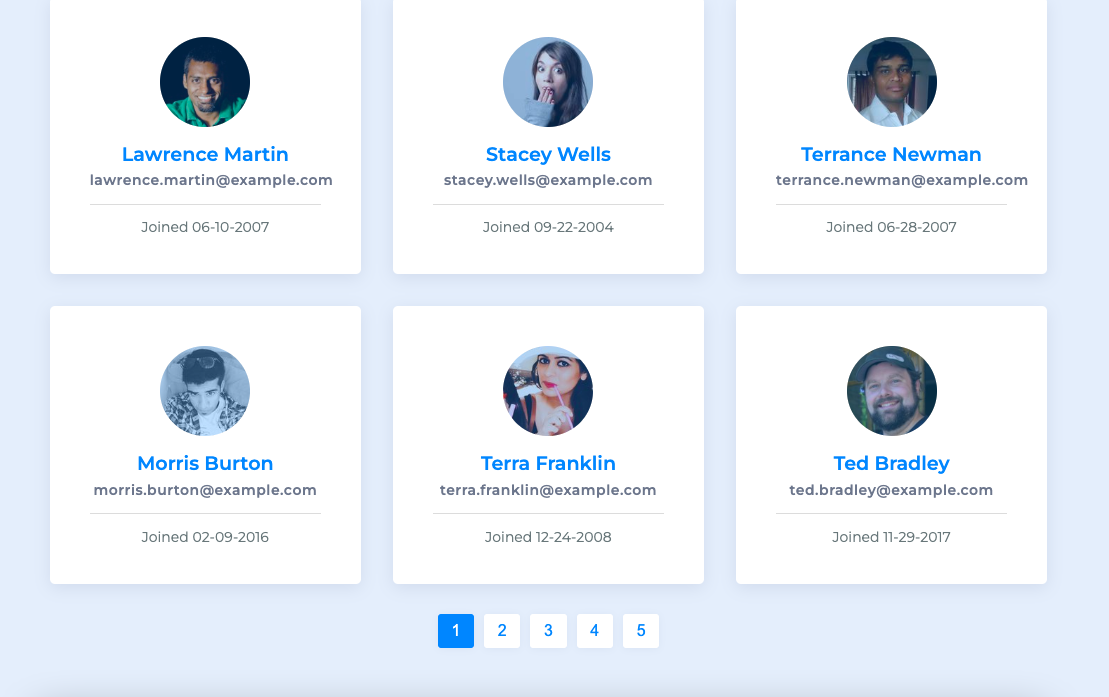 Lawrence Martin
lawrence.martin@example.com
Joined 06-10-2007
Stacey Wells
stacey.wells@example.com
Joined 09-22-2004
Terrance Newman
terrance.newman@example.com
Joined 06-28-2007
Morris Burton
morris.burton@example.com
Joined 02-09-2016
Terra Franklin
terra.franklin@example.com
Joined 12-24-2008
Ted Bradley
ted.bradley@example.com
Joined 11-29-2017
1 2 3 4 5